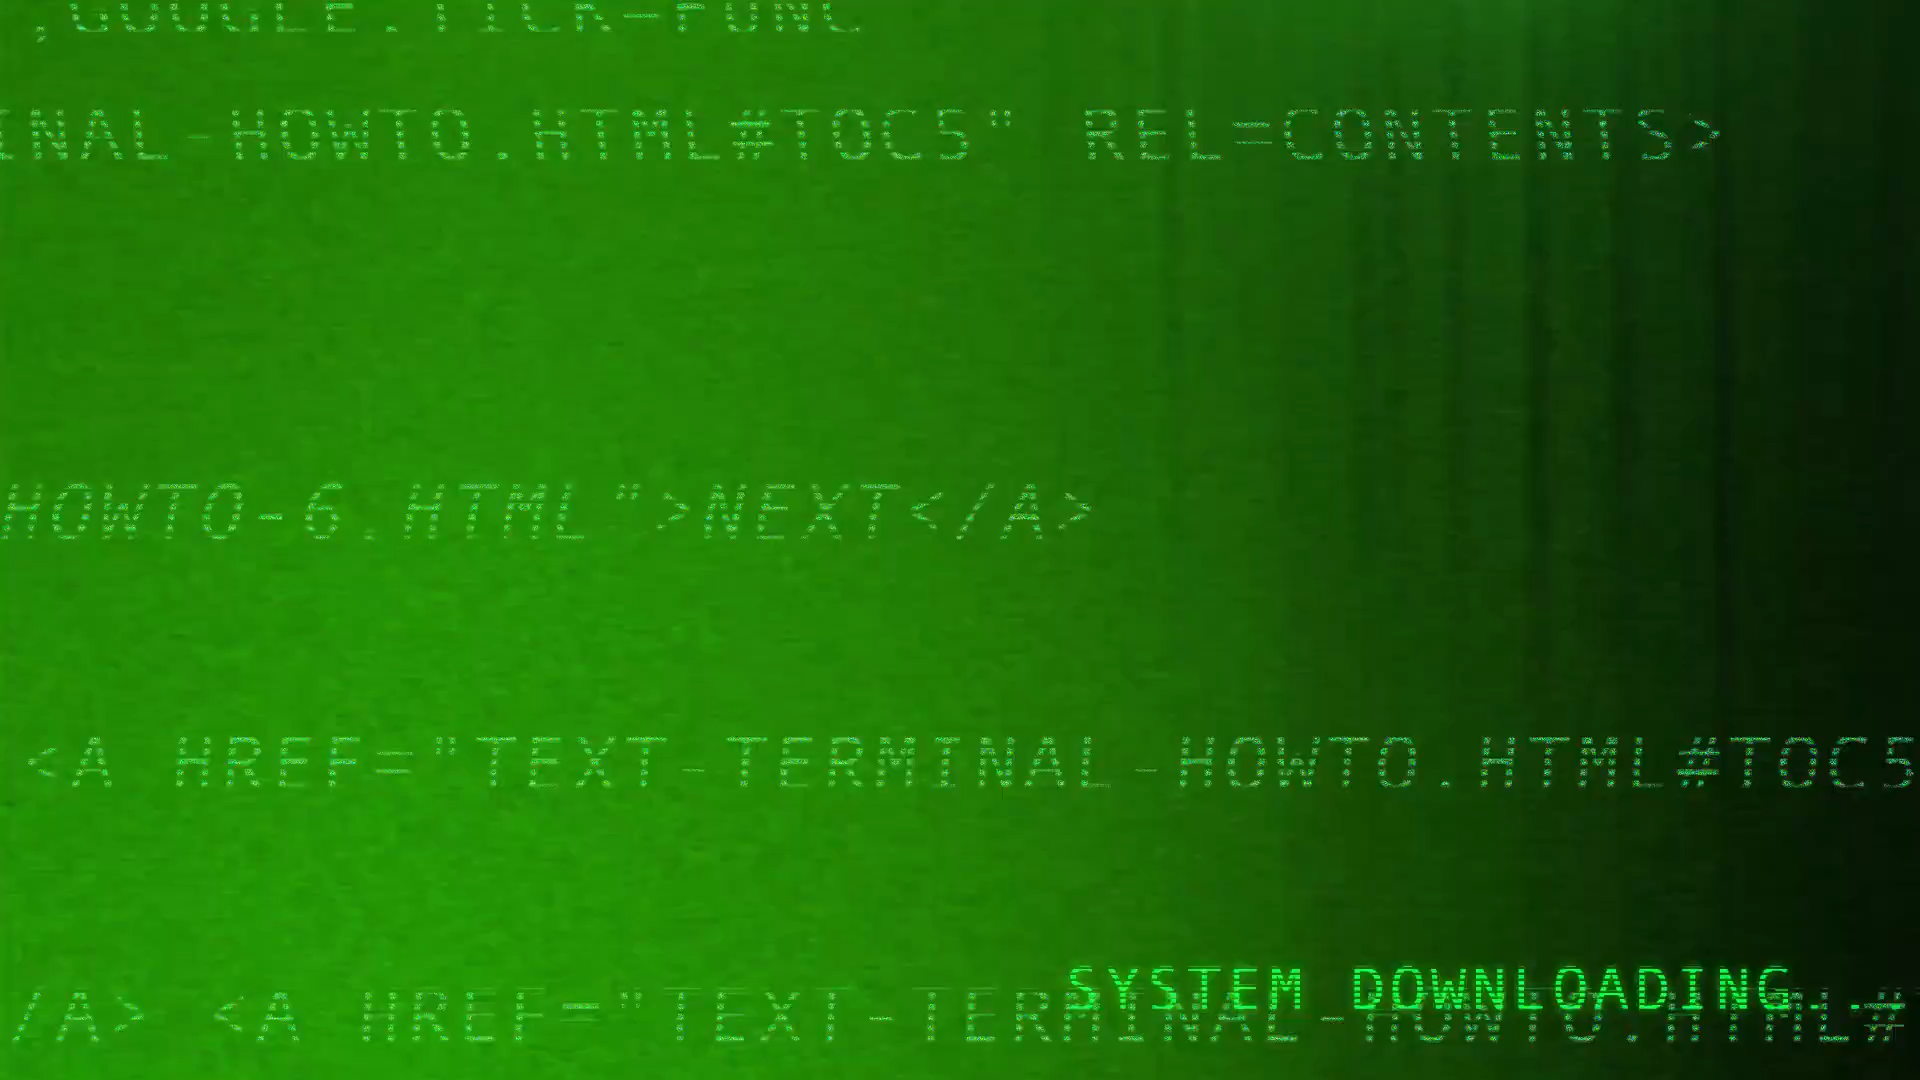 ,GOOGLE.TICK-FUNC
INAL-HOWTO.HTML#TOC5" REL=CONTENTS>
HOWTO-6.HTML">NEXT</A>
<A HREF="TEXT-TERMINAL-HOWTO.HTML#TOC5
SYSTEM DOWNLOADING...
/A> <A HREF="TEXT-TERMINAL-HOWTO.HTML#